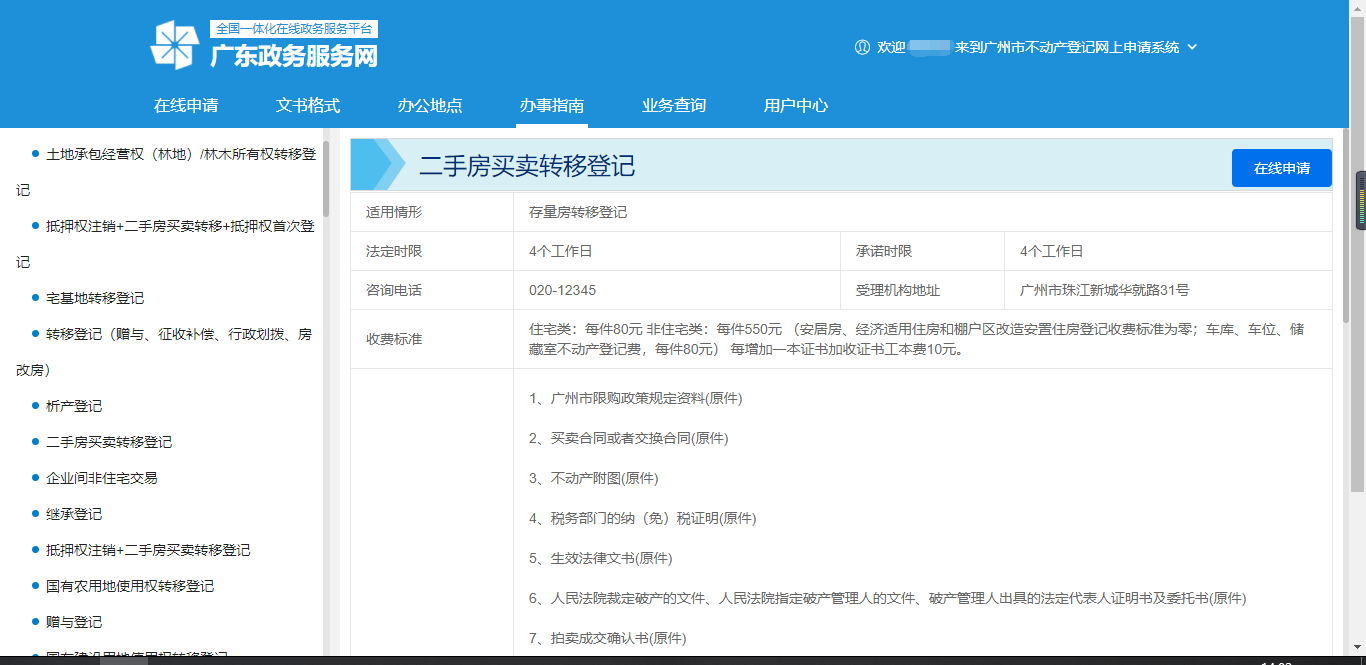 全国一体化在线政务服务平台
广东政务服务网
欢迎 来到广州市不动产登记网上申请系统
在线申请 文书格式 办公地点 办事指南 业务查询 用户中心
土地承包经营权（林地）/林木所有权转移登
记
抵押权注销+二手房买卖转移+抵押权首次登
记
宅基地转移登记
转移登记（赠与、征收补偿、行政划拨、房
改房）
析产登记
二手房买卖转移登记
企业间非住宅交易
继承登记
抵押权注销+二手房买卖转移登记
国有农用地使用权转移登记
赠与登记
国有建设用地使用权转移登记
二手房买卖转移登记
在线申请
适用情形 存量房转移登记
法定时限 4个工作日 承诺时限 4个工作日
咨询电话 020-12345 受理机构地址 广州市珠江新城华就路31号
收费标准
住宅类：每件80元 非住宅类：每件550元 （安居房、经济适用住房和棚户区改造安置住房登记收费标准为零；车库、车位、储
藏室不动产登记费，每件80元） 每增加一本证书加收证书工本费10元。
1、广州市限购政策规定资料(原件)
2、买卖合同或者交换合同(原件)
3、不动产附图(原件)
4、税务部门的纳（免）税证明(原件)
5、生效法律文书(原件)
6、人民法院裁定破产的文件、人民法院指定破产管理人的文件、破产管理人出具的法定代表人证明书及委托书(原件)
7、拍卖成交确认书(原件)